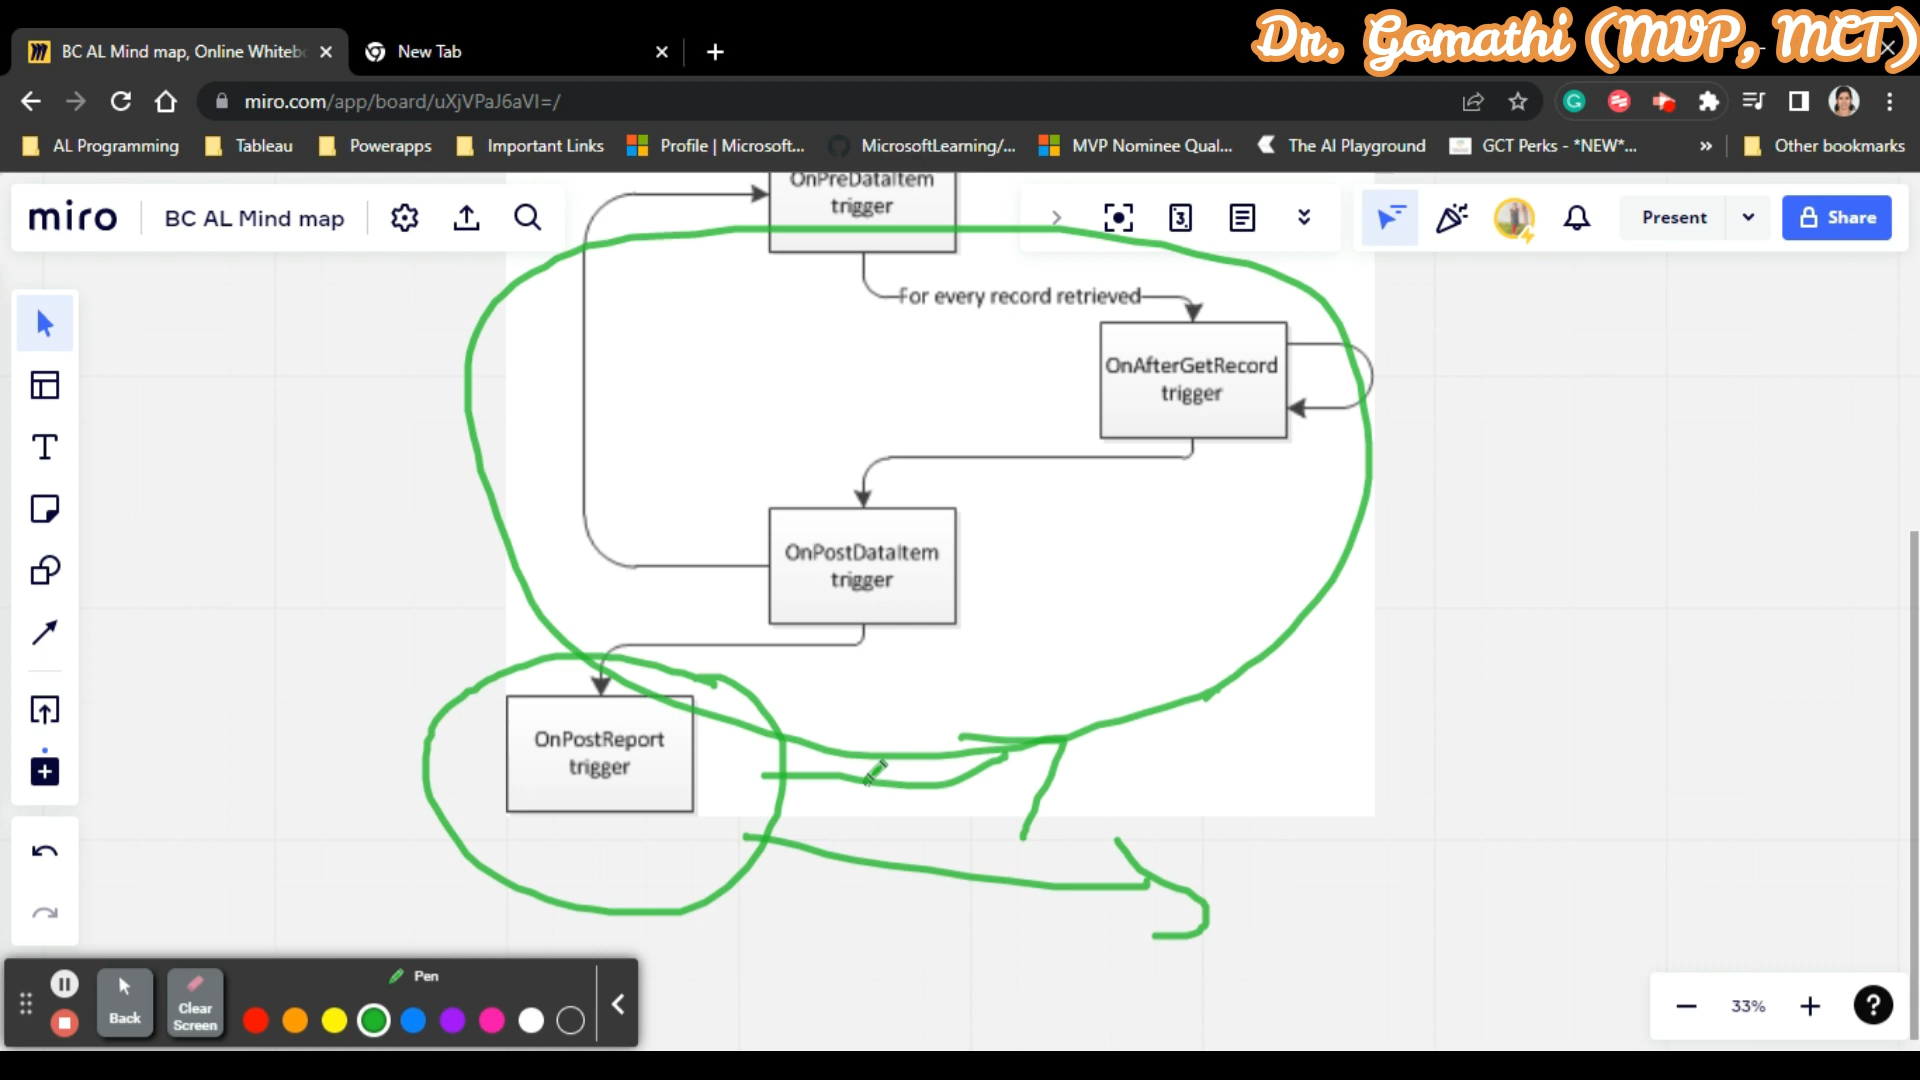 Dr. Gomathi (MVP, MCT)
BC AL Mind map, Online Whitebo
New Tab
miro.com/app/board/uXjVPaJ6aVI=/
AL Programming
Tableau
Powerapps
Important Links
Profile | Microsoft...
MicrosoftLearning/...
MVP Nominee Qual...
The AI Playground
GCT Perks - *NEW*...
Other bookmarks
miro
BC AL Mind map
3
Present
Share
OnPreDataItem
trigger
For every record retrieved
OnAfterGetRecord
trigger
OnPostDataItem
trigger
OnPostReport
trigger
Pen
Back
Clear
Screen
33%